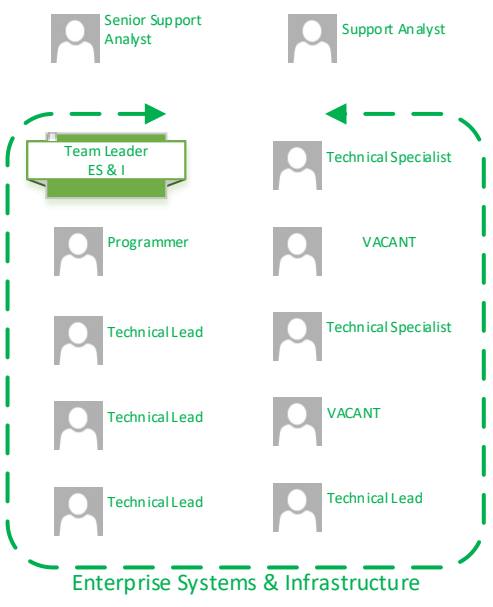 Senior Support
Analyst
Support Analyst
Team Leader
ES & I
Technical Specialist
Programmer
VACANT
Technical Lead
Technical Specialist
Technical Lead
VACANT
Technical Lead
Technical Lead
Enterprise Systems & Infrastructure